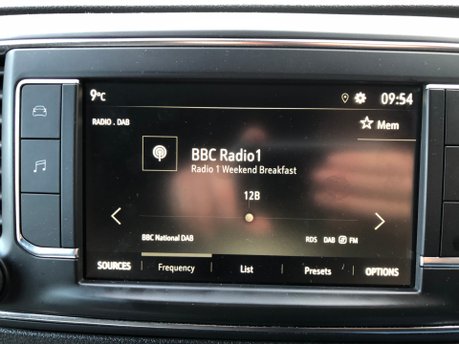 9°C 09:54
RADIO . DAB
Mem
BBC Radio1
Radio 1 Weekend Breakfast
12B
BBC National DAB RDS DAB FM
SOURCES Frequency List Presets OPTIONS